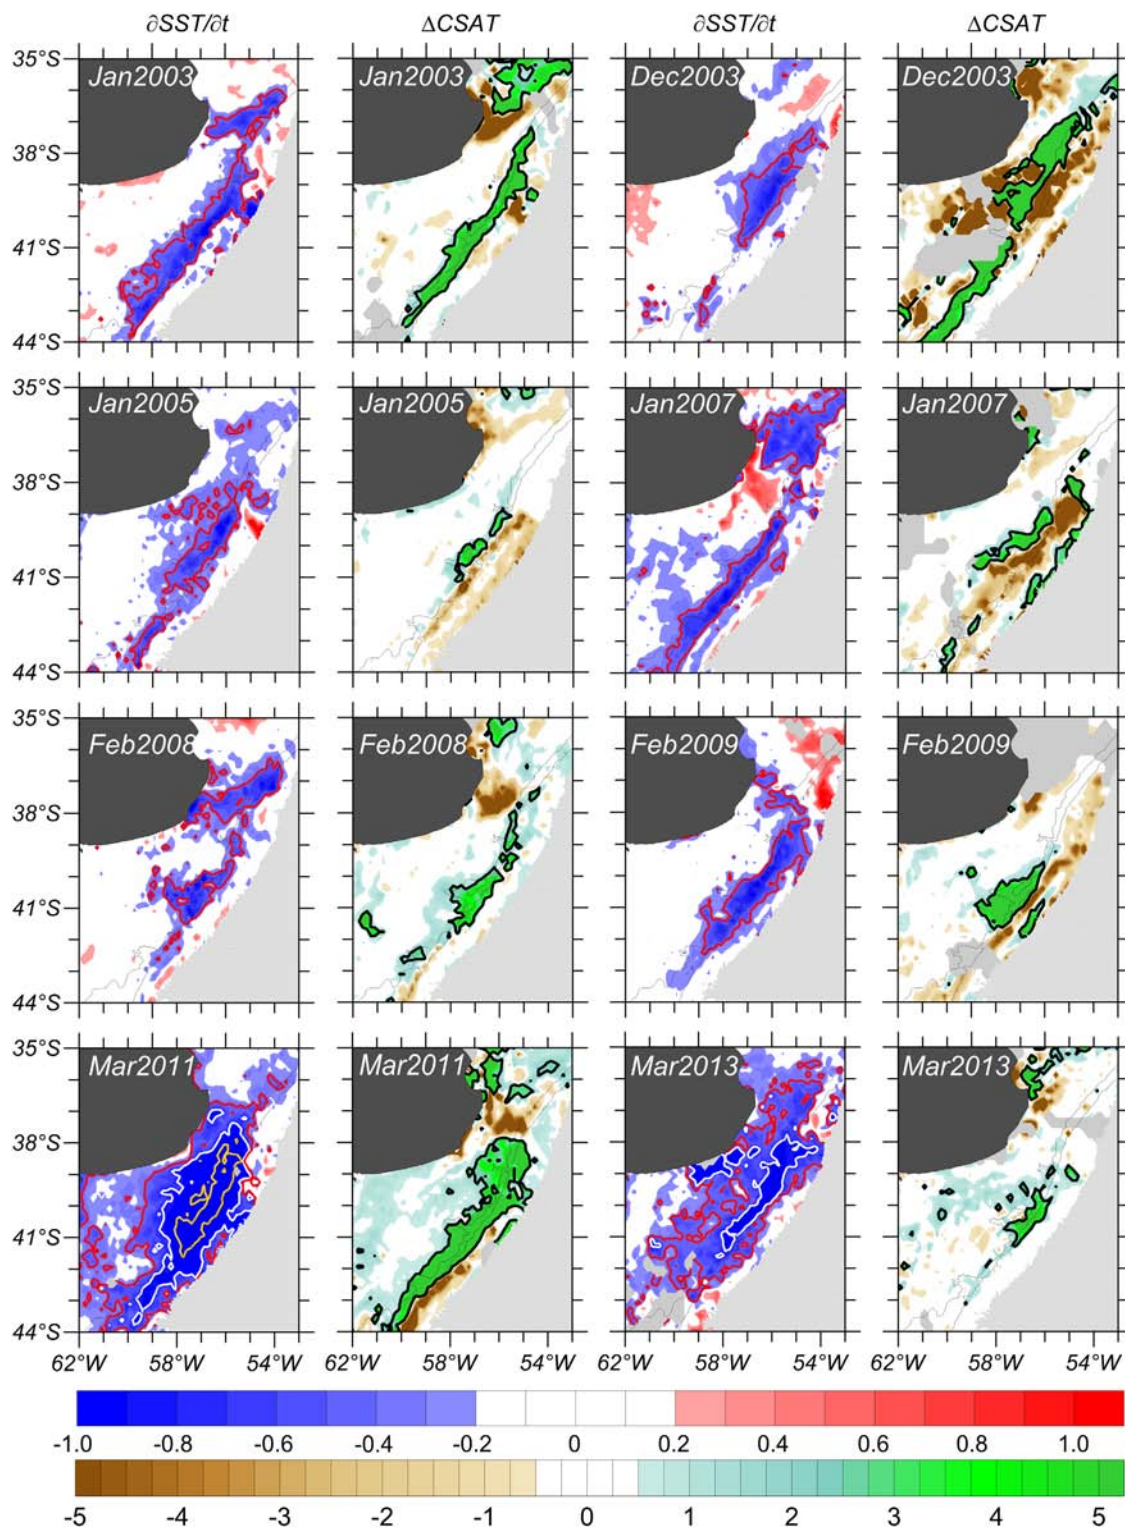 ∂SST/∂t ΔCSAT ∂SST/∂t ΔCSAT
35°S Jan2003 Jan2003 Dec2003 Dec2003
38°S
41°S
44°S
35°S Jan2005 Jan2005 Jan2007 Jan2007
38°S
41°S
44°S
35°S Feb2008 Feb2008 Feb2009 Feb2009
38°S
41°S
44°S
35°S Mar2011 Mar2011 Mar2013 Mar2013
38°S
41°S
44°S
62°W 58°W 54°W 62°W 58°W 54°W 62°W 58°W 54°W 62°W 58°W 54°W
-1.0 -0.8 -0.6 -0.4 -0.2 0 0.2 0.4 0.6 0.8 1.0
-5 -4 -3 -2 -1 0 1 2 3 4 5